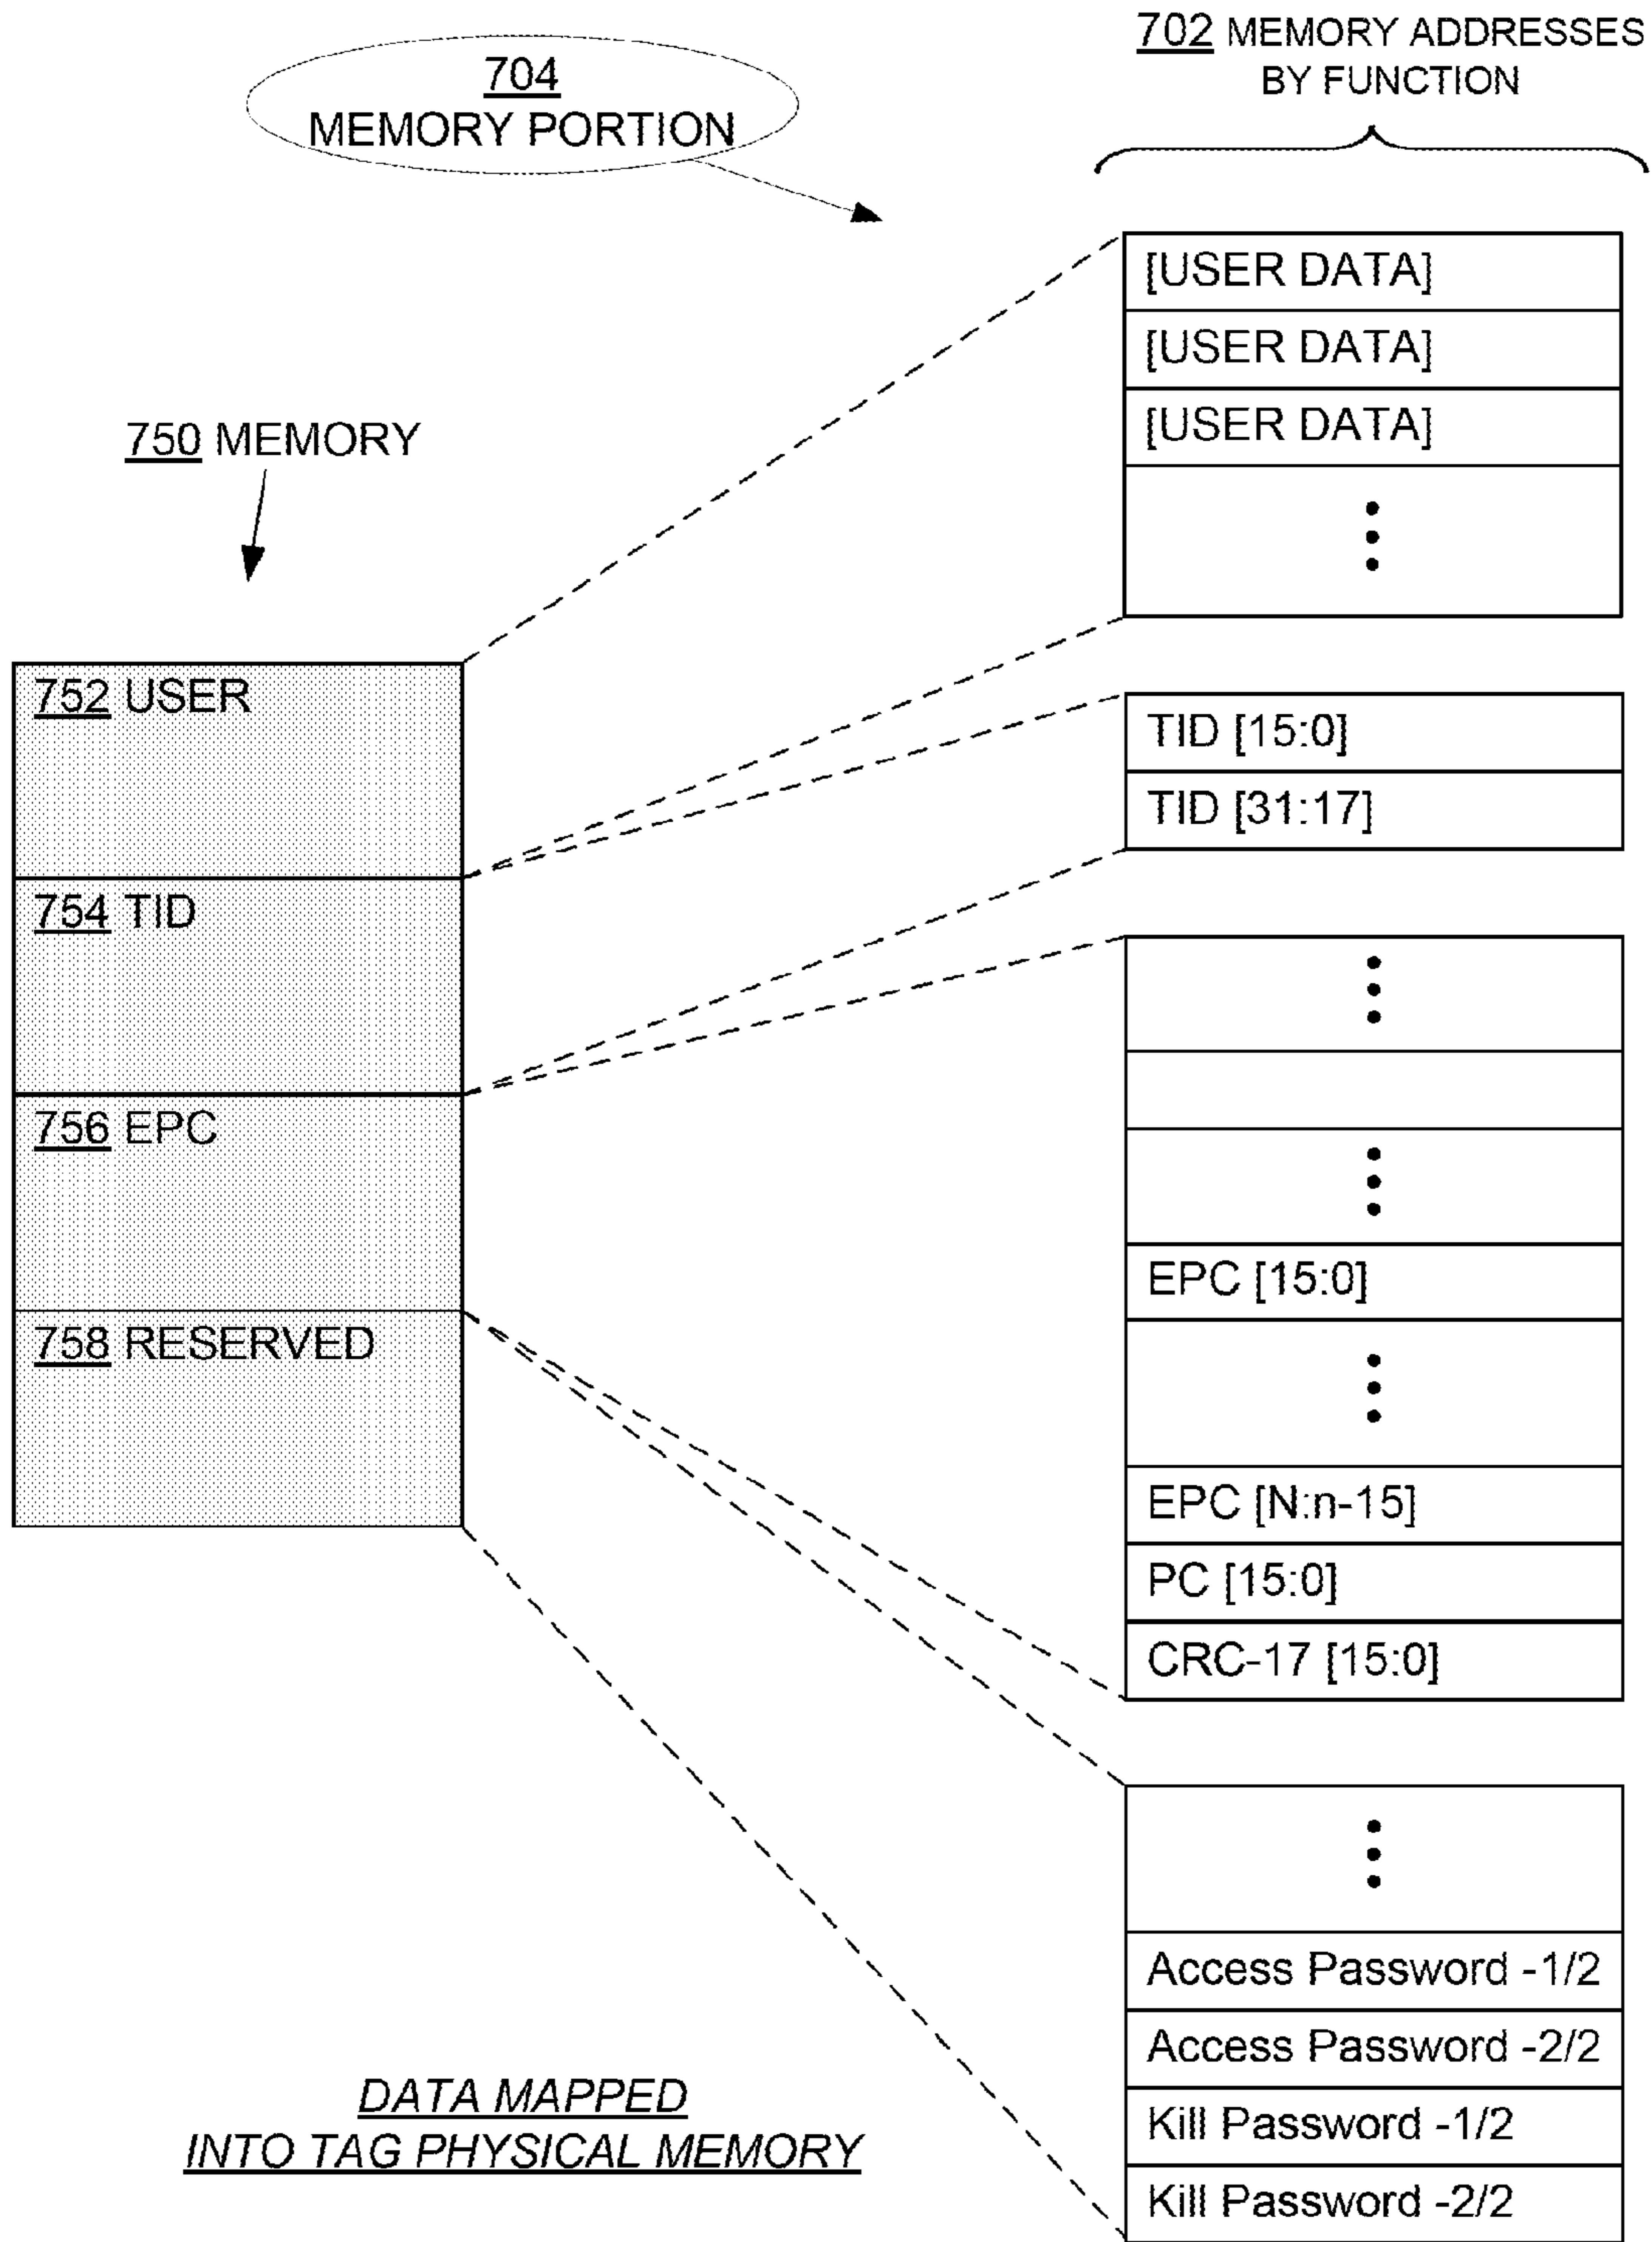 702 MEMORY ADDRESSES
BY FUNCTION
704
MEMORY PORTION
[USER DATA]
[USER DATA]
[USER DATA]
750 MEMORY
752 USER
754 TID
756 EPC
758 RESERVED
TID [15:0]
TID [31:17]
EPC [15:0]
EPC [N:n-15]
PC [15:0]
CRC-17 [15:0]
Access Password -1/2
Access Password -2/2
Kill Password -1/2
Kill Password -2/2
DATA MAPPED
INTO TAG PHYSICAL MEMORY